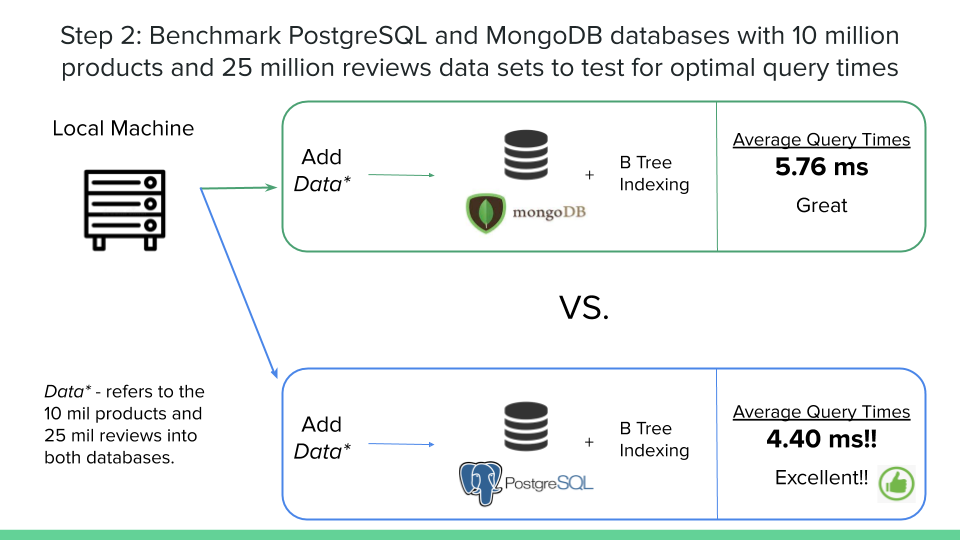 Step 2: Benchmark PostgreSQL and MongoDB databases with 10 million
products and 25 million reviews data sets to test for optimal query times
Local Machine
Add
Data*
mongoDB
+
B Tree
Indexing
Average Query Times
5.76 ms
Great
VS.
Data* - refers to the
10 mil products and
25 mil reviews into
both databases.
Add
Data*
PostgreSQL
+
B Tree
Indexing
Average Query Times
4.40 ms!!
Excellent!!